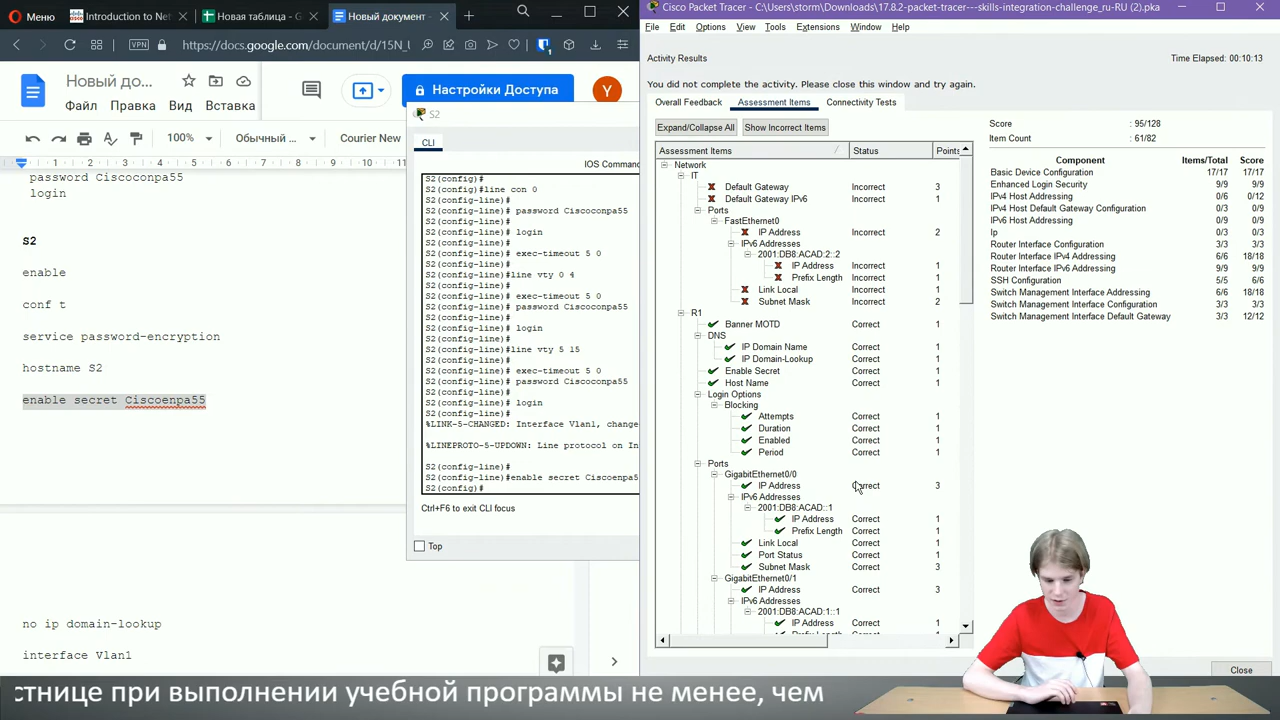 Меню
Introduction to Net
Новая таблица - G
Новый документ -
https://docs.google.com/document/d/15N_U
VPN
Новый до...
Файл Правка Вид Вставка
Настройки Доступа
Y
100% Обычный ... Courier New
1 2 3 4 5 6 7 8 9 10
password Ciscoconpa55
login
S2
enable
conf t
service password-encryption
hostname S2
enable secret Ciscoenpa55
no ip domain-lookup
interface Vlan1
S2
CLI
IOS Comman
S2(config)#
S2(config)#line con 0
S2(config-line)#
S2(config-line)# password Ciscoconpa55
S2(config-line)#
S2(config-line)# login
S2(config-line)#
S2(config-line)# exec-timeout 5 0
S2(config-line)#
S2(config-line)#line vty 0 4
S2(config-line)#
S2(config-line)# exec-timeout 5 0
S2(config-line)# password Ciscoconpa55
S2(config-line)#
S2(config-line)# login
S2(config-line)#
S2(config-line)#line vty 5 15
S2(config-line)#
S2(config-line)# exec-timeout 5 0
S2(config-line)# password Ciscoconpa55
S2(config-line)#
S2(config-line)# login
S2(config-line)#
%LINK-5-CHANGED: Interface Vlan1, change
%LINEPROTO-5-UPDOWN: Line protocol on In
S2(config-line)#
S2(config-line)#enable secret Ciscoenpa5
S2(config)#
Ctrl+F6 to exit CLI focus
Top
Cisco Packet Tracer - C:\Users\storm\Downloads\17.8.2-packet-tracer---skills-integration-challenge_ru-RU (2).pka
File Edit Options View Tools Extensions Window Help
Activity Results
Time Elapsed: 00:10:13
You did not complete the activity. Please close this window and try again.
Overall Feedback Assessment Items Connectivity Tests
Expand/Collapse All Show Incorrect Items
Assessment Items Status Points
Network
IT
Default Gateway Incorrect 3
Default Gateway IPv6 Incorrect 1
Ports
FastEthernet0
IP Address Incorrect 2
IPv6 Addresses
2001:DB8:ACAD:2::2
IP Address Incorrect 1
Prefix Length Incorrect 1
Link Local Incorrect 1
Subnet Mask Incorrect 2
R1
Banner MOTD Correct 1
DNS
IP Domain Name Correct 1
IP Domain-Lookup Correct 1
Enable Secret Correct 1
Host Name Correct 1
Login Options
Blocking
Attempts Correct 1
Duration Correct 1
Enabled Correct 1
Period Correct 1
Ports
GigabitEthernet0/0
IP Address Correct 3
IPv6 Addresses
2001:DB8:ACAD::1
IP Address Correct 1
Prefix Length Correct 1
Link Local Correct 1
Port Status Correct 1
Subnet Mask Correct 3
GigabitEthernet0/1
IP Address Correct 3
IPv6 Addresses
2001:DB8:ACAD:1::1
IP Address Correct 1
Score : 95/128
Item Count : 61/82
Component Items/Total Score
Basic Device Configuration 17/17 17/17
Enhanced Login Security 9/9 9/9
IPv4 Host Addressing 0/6 0/12
IPv4 Host Default Gateway Configuration 0/3 0/9
IPv6 Host Addressing 0/9 0/9
Ip 0/3 0/3
Router Interface Configuration 3/3 3/3
Router Interface IPv4 Addressing 6/6 18/18
Router Interface IPv6 Addressing 9/9 9/9
SSH Configuration 5/5 6/6
Switch Management Interface Addressing 6/6 18/18
Switch Management Interface Configuration 3/3 3/3
Switch Management Interface Default Gateway 3/3 12/12
Close
стнице при выполнении учебной программы не менее, чем